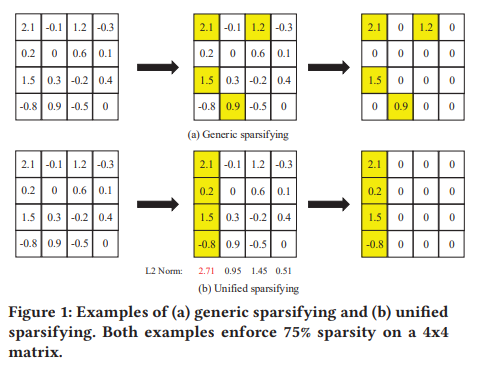 2.1 -0.1 1.2 -0.3 2.1 -0.1 1.2 -0.3 2.1 0 1.2 0
0.2 0 0.6 0.1 0.2 0 0.6 0.1 0 0 0 0
1.5 0.3 -0.2 0.4 1.5 0.3 -0.2 0.4 1.5 0 0 0
-0.8 0.9 -0.5 0 -0.8 0.9 -0.5 0 0 0.9 0 0
(a) Generic sparsifying
2.1 -0.1 1.2 -0.3 2.1 -0.1 1.2 -0.3 2.1 0 0 0
0.2 0 0.6 0.1 0.2 0 0.6 0.1 0.2 0 0 0
1.5 0.3 -0.2 0.4 1.5 0.3 -0.2 0.4 1.5 0 0 0
-0.8 0.9 -0.5 0 -0.8 0.9 -0.5 0 -0.8 0 0 0
L2 Norm: 2.71 0.95 1.45 0.51
(b) Unified sparsifying
Figure 1: Examples of (a) generic sparsifying and (b) unified
sparsifying. Both examples enforce 75% sparsity on a 4x4
matrix.